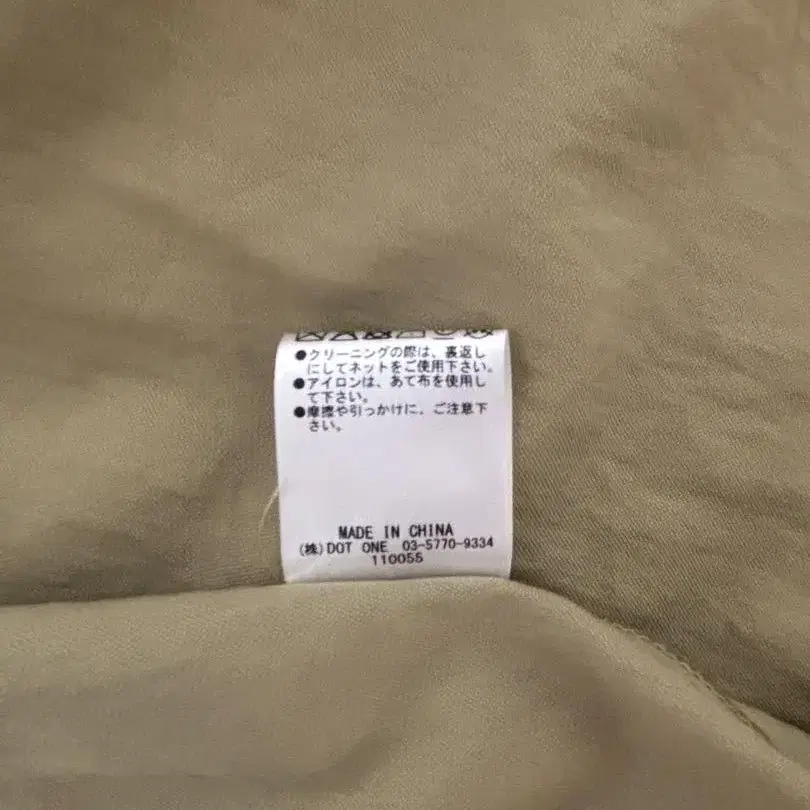 ●クリーニングの際は、裏返し
にしてネットをご使用下さい。
●アイロンは、あて布を使用し
て下さい。
●摩擦や引っかけに、ご注意下
さい。
MADE IN CHINA
(株)DOT ONE 03-5770-9334
110055